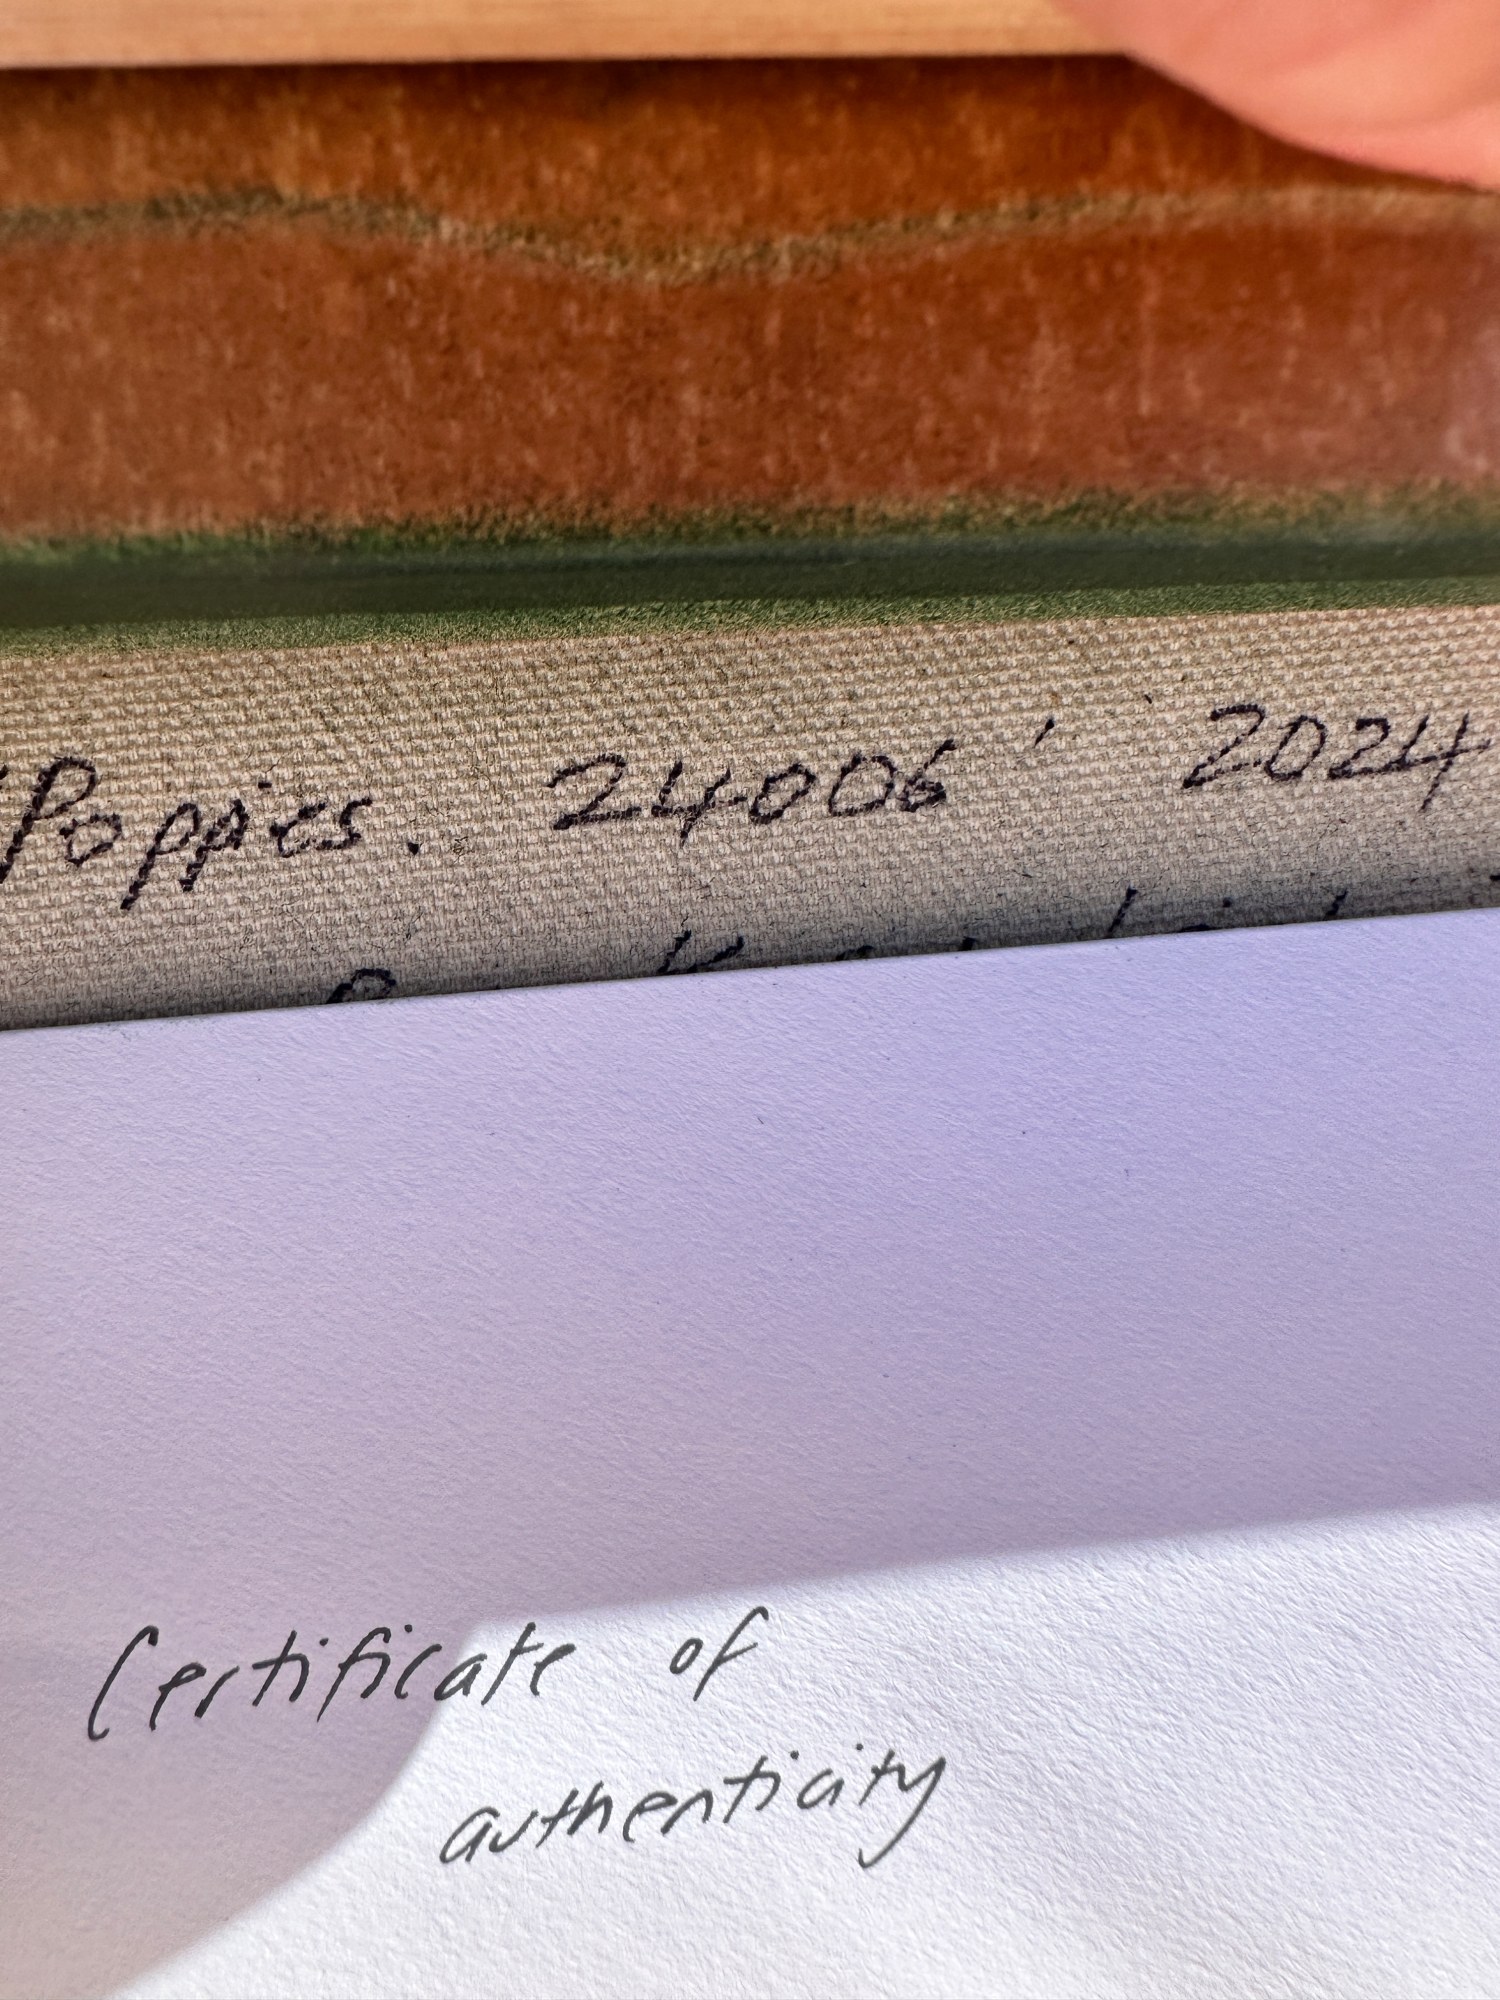 'Poppies. 24006' 2024
Certificate of
authenticity